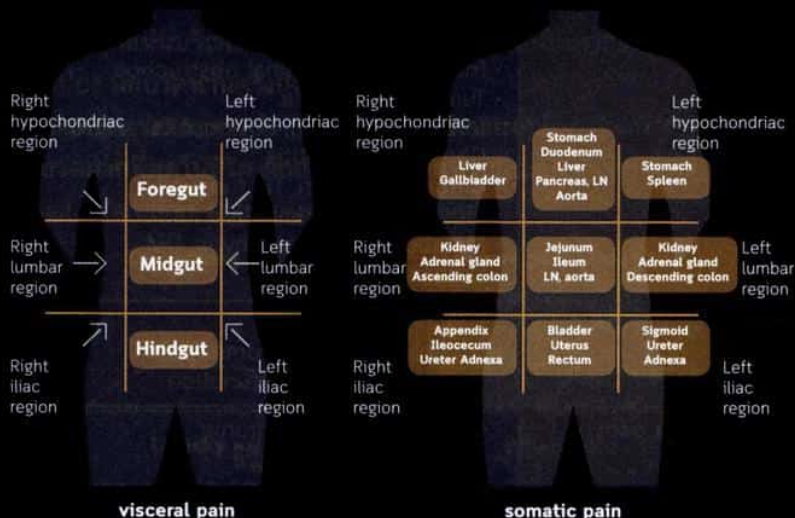 Right
hypochondriac
region
Left
hypochondriac
region
Foregut
Right
lumbar
region
Midgut
Left
lumbar
region
Hindgut
Right
iliac
region
Left
iliac
region
visceral pain
Right
hypochondriac
region
Left
hypochondriac
region
Liver
Gallbladder
Stomach
Duodenum
Liver
Pancreas, LN
Aorta
Stomach
Spleen
Right
lumbar
region
Kidney
Adrenal gland
Ascending colon
Jejunum
Ileum
LN, aorta
Kidney
Adrenal gland
Descending colon
Left
lumbar
region
Right
iliac
region
Appendix
Ileocecum
Ureter Adnexa
Bladder
Uterus
Rectum
Sigmoid
Ureter
Adnexa
Left
iliac
region
somatic pain